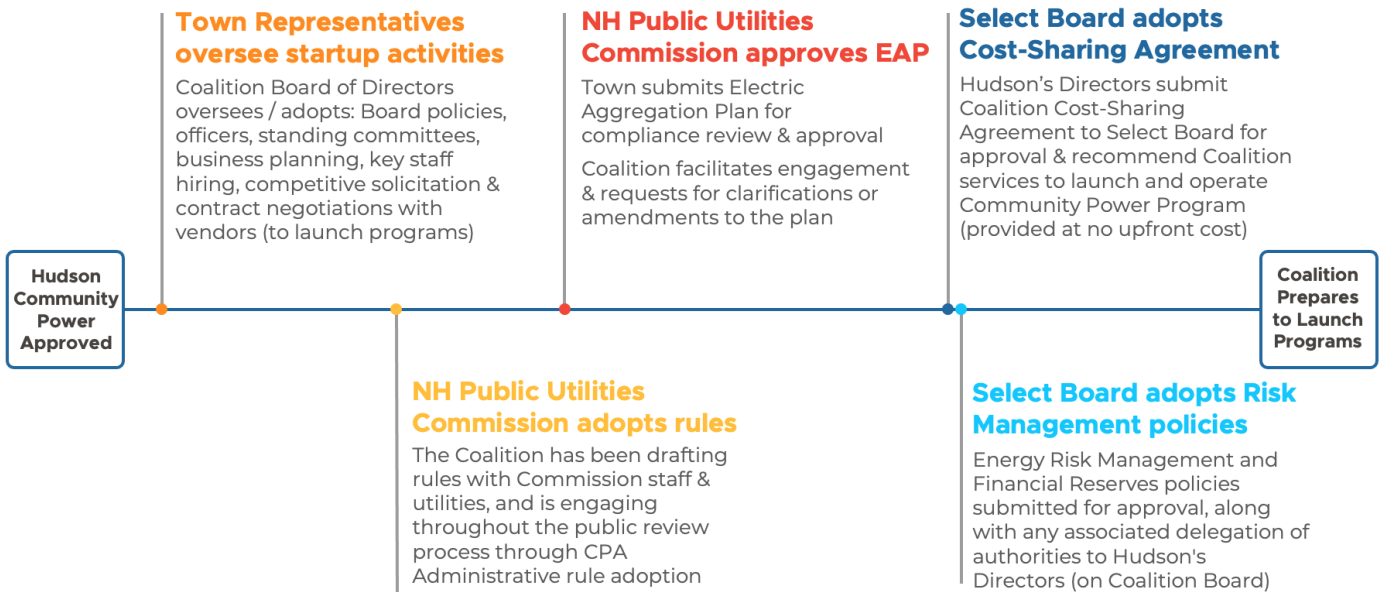 Hudson
Community
Power
Approved
Town Representatives
oversee startup activities
Coalition Board of Directors
oversees / adopts: Board policies,
officers, standing committees,
business planning, key staff
hiring, competitive solicitation &
contract negotiations with
vendors (to launch programs)
NH Public Utilities
Commission adopts rules
The Coalition has been drafting
rules with Commission staff &
utilities, and is engaging
throughout the public review
process through CPA
Administrative rule adoption
NH Public Utilities
Commission approves EAP
Town submits Electric
Aggregation Plan for
compliance review & approval
Coalition facilitates engagement
& requests for clarifications or
amendments to the plan
Select Board adopts
Cost-Sharing Agreement
Hudson’s Directors submit
Coalition Cost-Sharing
Agreement to Select Board for
approval & recommend Coalition
services to launch and operate
Community Power Program
(provided at no upfront cost)
Select Board adopts Risk
Management policies
Energy Risk Management and
Financial Reserves policies
submitted for approval, along
with any associated delegation of
authorities to Hudson's
Directors (on Coalition Board)
Coalition
Prepares
to Launch
Programs